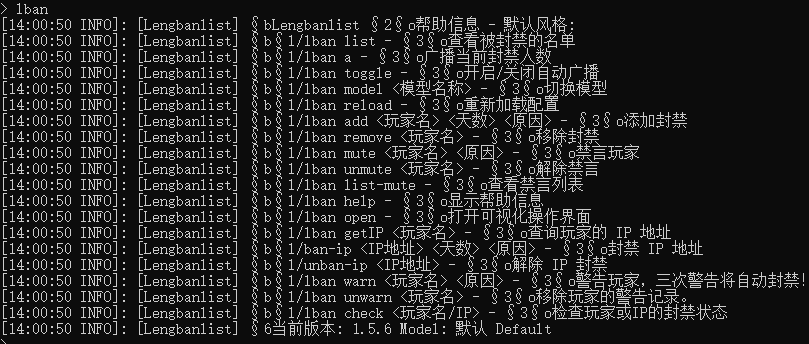 > lban
[14:00:50 INFO]: [Lengbanlist] §bLengbanlist §2§o帮助信息 - 默认风格:
[14:00:50 INFO]: [Lengbanlist] §b§l/lban list - §3§o查看被封禁的名单
[14:00:50 INFO]: [Lengbanlist] §b§l/lban a - §3§o广播当前封禁人数
[14:00:50 INFO]: [Lengbanlist] §b§l/lban toggle - §3§o开启/关闭自动广播
[14:00:50 INFO]: [Lengbanlist] §b§l/lban model <模型名称> - §3§o切换模型
[14:00:50 INFO]: [Lengbanlist] §b§l/lban reload - §3§o重新加载配置
[14:00:50 INFO]: [Lengbanlist] §b§l/lban add <玩家名> <天数> <原因> - §3§o添加封禁
[14:00:50 INFO]: [Lengbanlist] §b§l/lban remove <玩家名> - §3§o移除封禁
[14:00:50 INFO]: [Lengbanlist] §b§l/lban mute <玩家名> <原因> - §3§o禁言玩家
[14:00:50 INFO]: [Lengbanlist] §b§l/lban unmute <玩家名> - §3§o解除禁言
[14:00:50 INFO]: [Lengbanlist] §b§l/lban list-mute - §3§o查看禁言列表
[14:00:50 INFO]: [Lengbanlist] §b§l/lban help - §3§o显示帮助信息
[14:00:50 INFO]: [Lengbanlist] §b§l/lban open - §3§o打开可视化操作界面
[14:00:50 INFO]: [Lengbanlist] §b§l/lban getIP <玩家名> - §3§o查询玩家的 IP 地址
[14:00:50 INFO]: [Lengbanlist] §b§l/ban-ip <IP地址> <天数> <原因> - §3§o封禁 IP 地址
[14:00:50 INFO]: [Lengbanlist] §b§l/unban-ip <IP地址> - §3§o解除 IP 封禁
[14:00:50 INFO]: [Lengbanlist] §b§l/lban warn <玩家名> <原因> - §3§o警告玩家，三次警告将自动封禁！
[14:00:50 INFO]: [Lengbanlist] §b§l/lban unwarn <玩家名> - §3§o移除玩家的警告记录。
[14:00:50 INFO]: [Lengbanlist] §b§l/lban check <玩家名/IP> - §3§o检查玩家或IP的封禁状态
[14:00:50 INFO]: [Lengbanlist] §6当前版本: 1.5.6 Model: 默认 Default